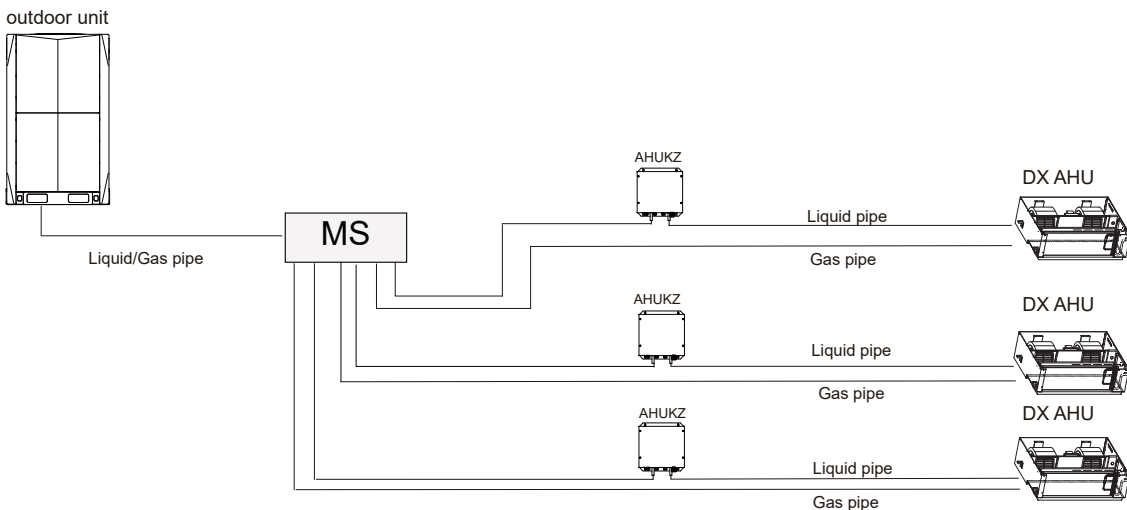 outdoor unit
AHUKZ
DX AHU
Liquid pipe
MS
Liquid/Gas pipe
Gas pipe
AHUKZ
DX AHU
Liquid pipe
Gas pipe
AHUKZ
DX AHU
Liquid pipe
Gas pipe